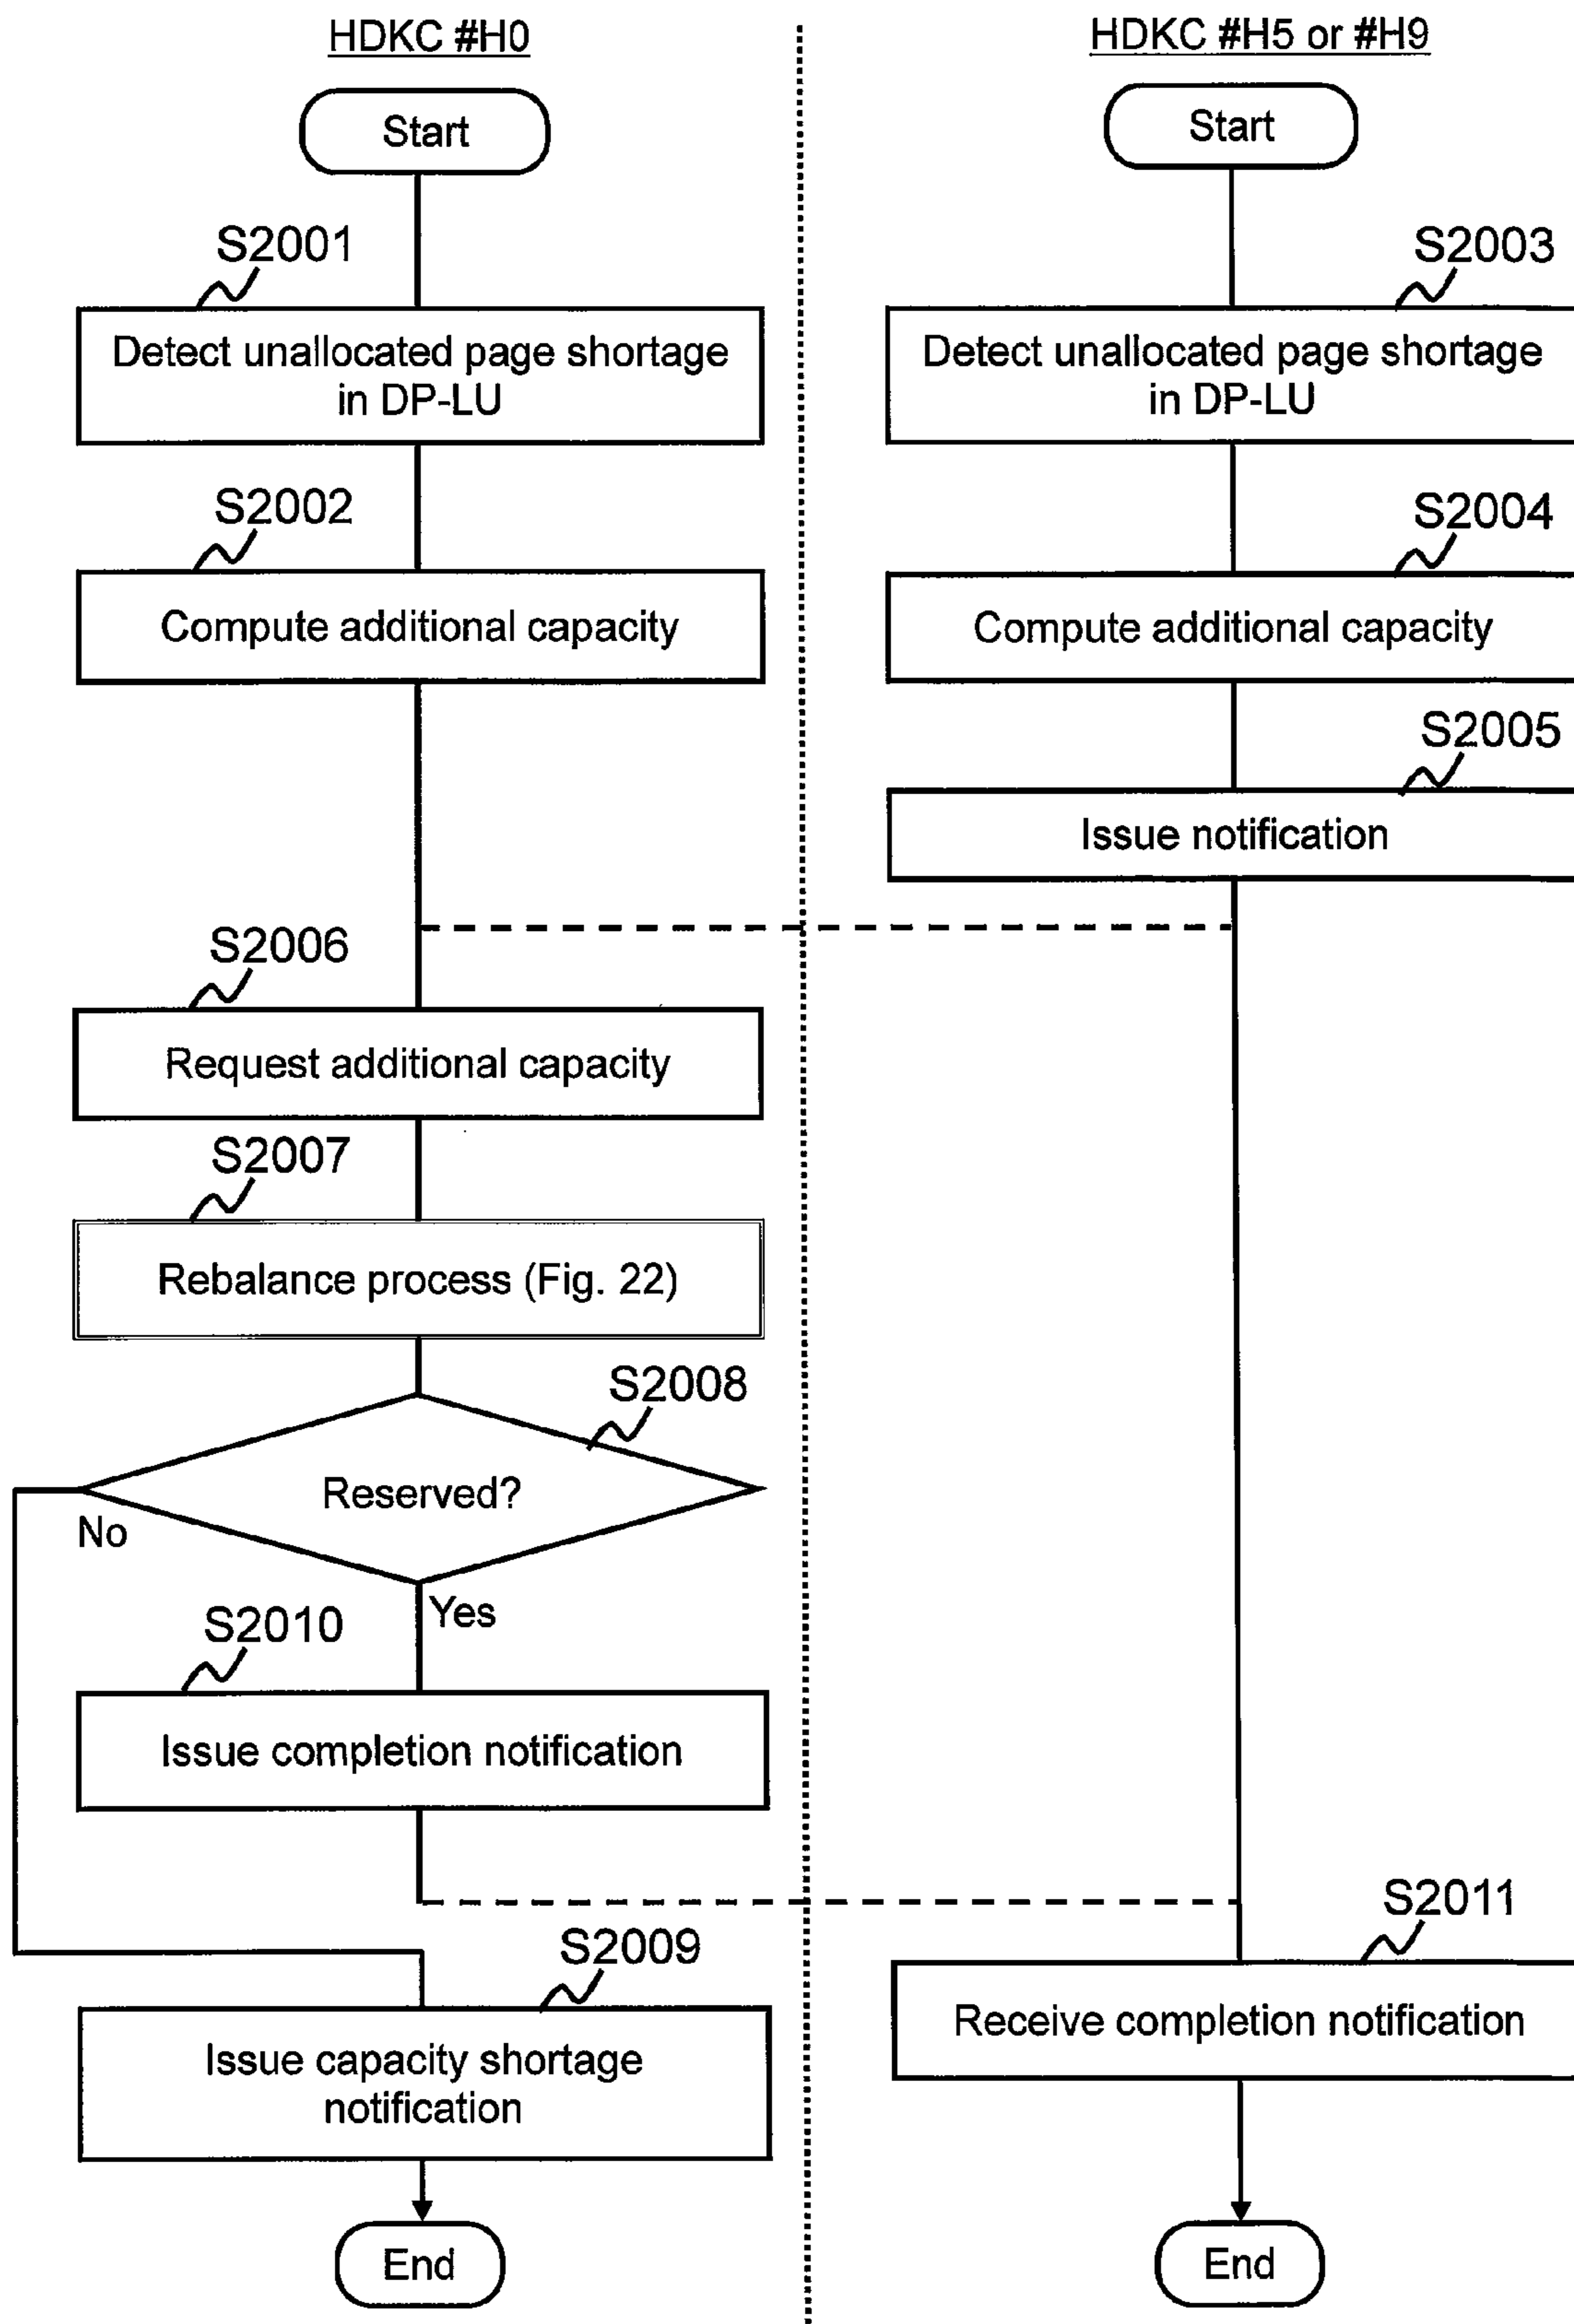 HDKC #H0
Start
S2001
Detect unallocated page shortage
in DP-LU
S2002
Compute additional capacity
S2006
Request additional capacity
S2007
Rebalance process (Fig. 22)
S2008
Reserved?
No
Yes
S2010
Issue completion notification
S2009
Issue capacity shortage
notification
End
HDKC #H5 or #H9
Start
S2003
Detect unallocated page shortage
in DP-LU
S2004
Compute additional capacity
S2005
Issue notification
S2011
Receive completion notification
End